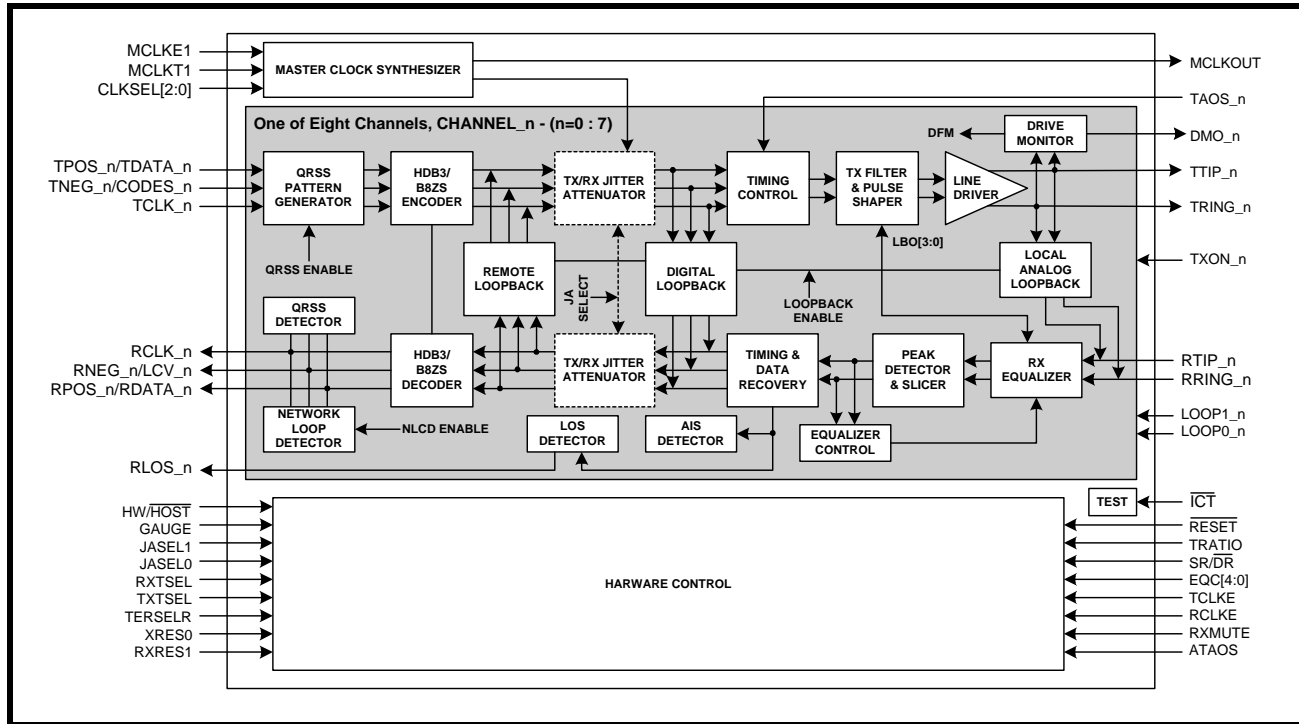 MCLKE1
MCLKT1
CLKSEL[2:0]
MASTER CLOCK SYNTHESIZER
MCLKOUT
TAOS_n
One of Eight Channels, CHANNEL_n - (n=0 : 7)
DFM
DRIVE
MONITOR
DMO_n
TPOS_n/TDATA_n
TNEG_n/CODES_n
TCLK_n
QRSS
PATTERN
GENERATOR
HDB3/
B8ZS
ENCODER
TX/RX JITTER
ATTENUATOR
TIMING
CONTROL
TX FILTER
& PULSE
SHAPER
LINE
DRIVER
TTIP_n
TRING_n
QRSS ENABLE
REMOTE
LOOPBACK
JA
SELECT
DIGITAL
LOOPBACK
LOOPBACK
ENABLE
LBO[3:0]
LOCAL
ANALOG
LOOPBACK
TXON_n
QRSS
DETECTOR
RCLK_n
RNEG_n/LCV_n
RPOS_n/RDATA_n
HDB3/
B8ZS
DECODER
TX/RX JITTER
ATTENUATOR
TIMING &
DATA
RECOVERY
PEAK
DETECTOR
& SLICER
RX
EQUALIZER
RTIP_n
RRING_n
NETWORK
LOOP
DETECTOR
NLCD ENABLE
LOS
DETECTOR
AIS
DETECTOR
EQUALIZER
CONTROL
LOOP1_n
LOOP0_n
RLOS_n
TEST
ICT
HW/HOST
GAUGE
JASEL1
JASEL0
RXTSEL
TXTSEL
TERSELR
XRES0
RXRES1
HARWARE CONTROL
RESET
TRATIO
SR/DR
EQC[4:0]
TCLKE
RCLKE
RXMUTE
ATAOS